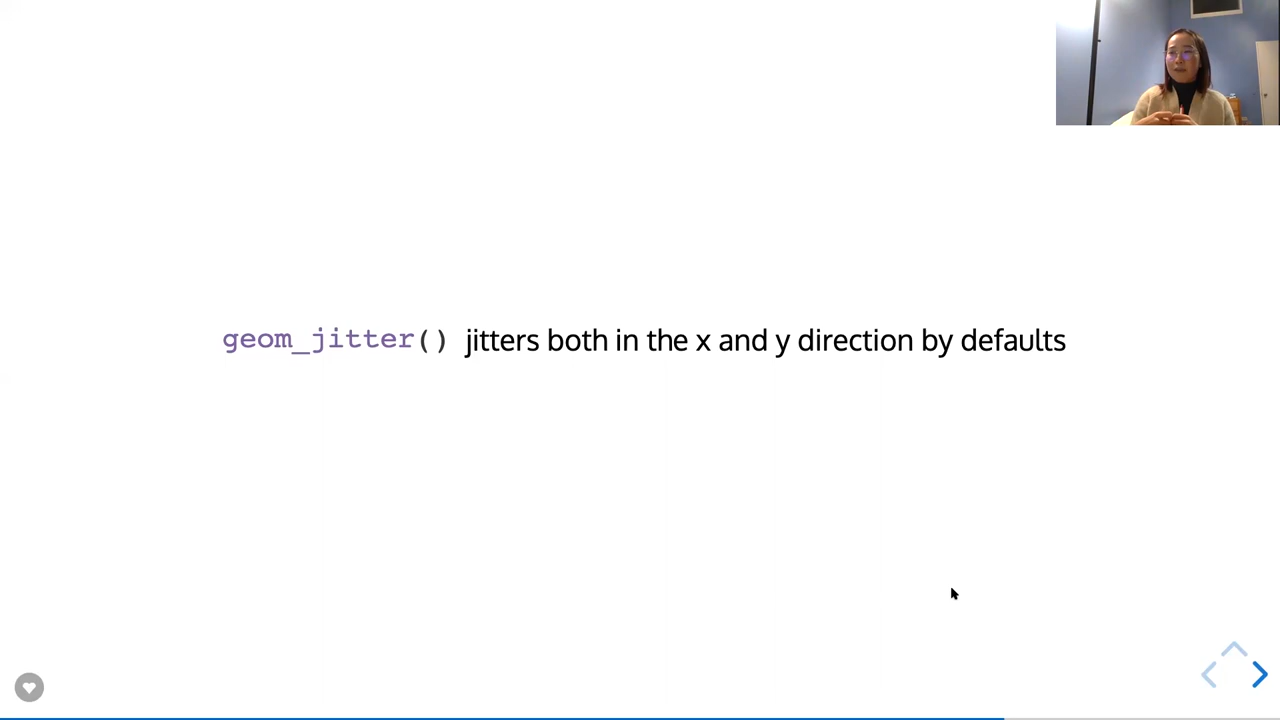 geom_jitter() jitters both in the x and y direction by defaults